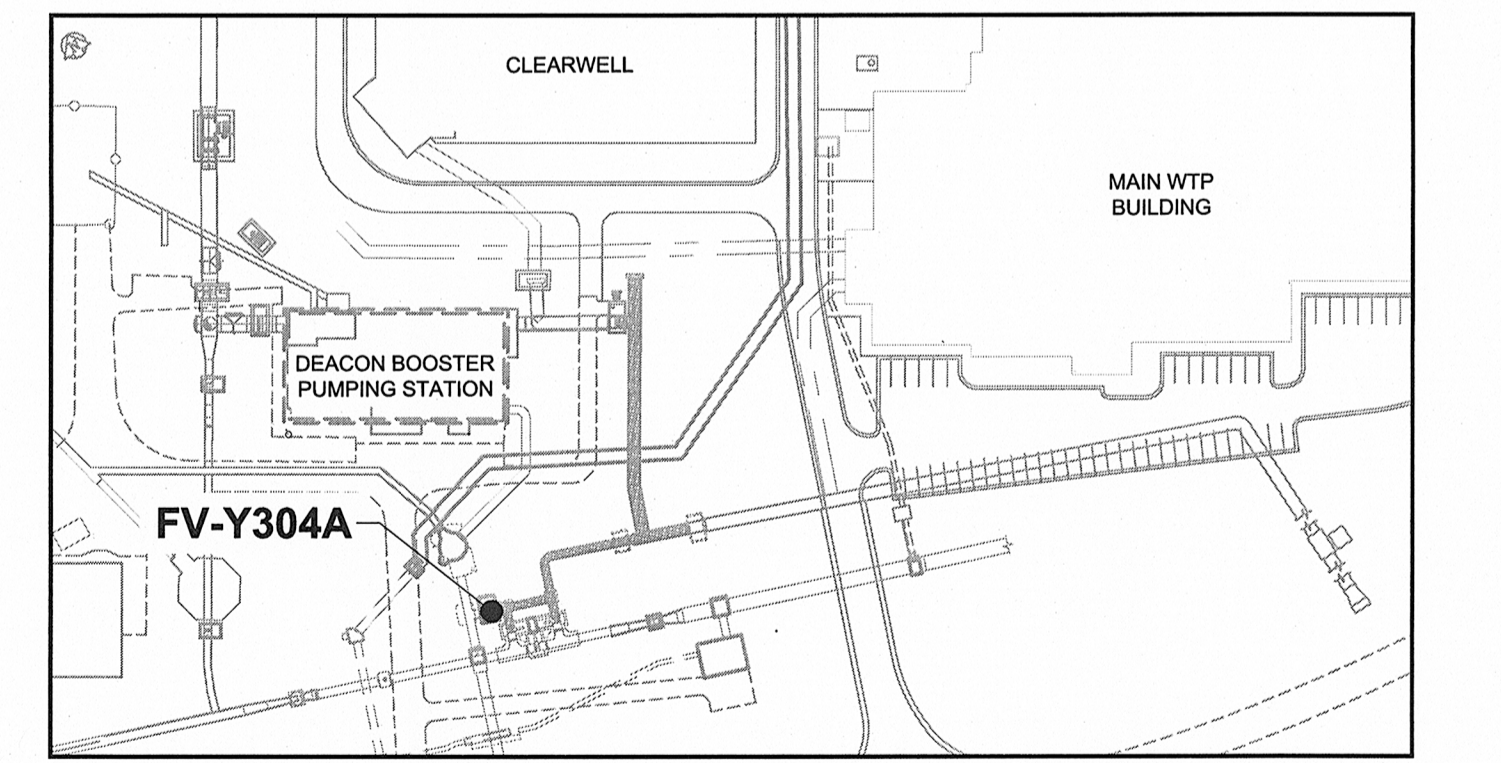 CLEARWELL
MAIN WTP
BUILDING
DEACON BOOSTER
PUMPING STATION
FV-Y304A